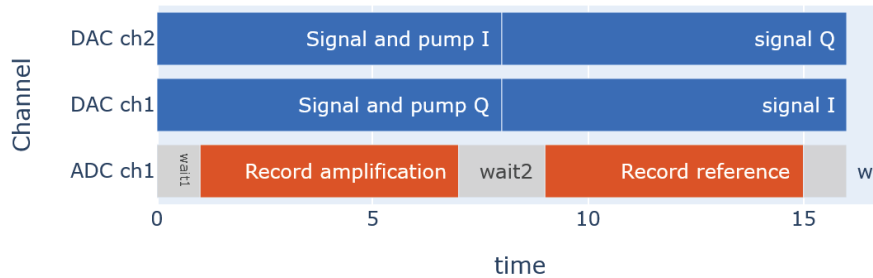 DAC ch2
Signal and pump I
signal Q
DAC ch1
Signal and pump Q
signal I
ADC ch1
wait1
Record amplification
wait2
Record reference
w
0
5
10
15
time
Channel